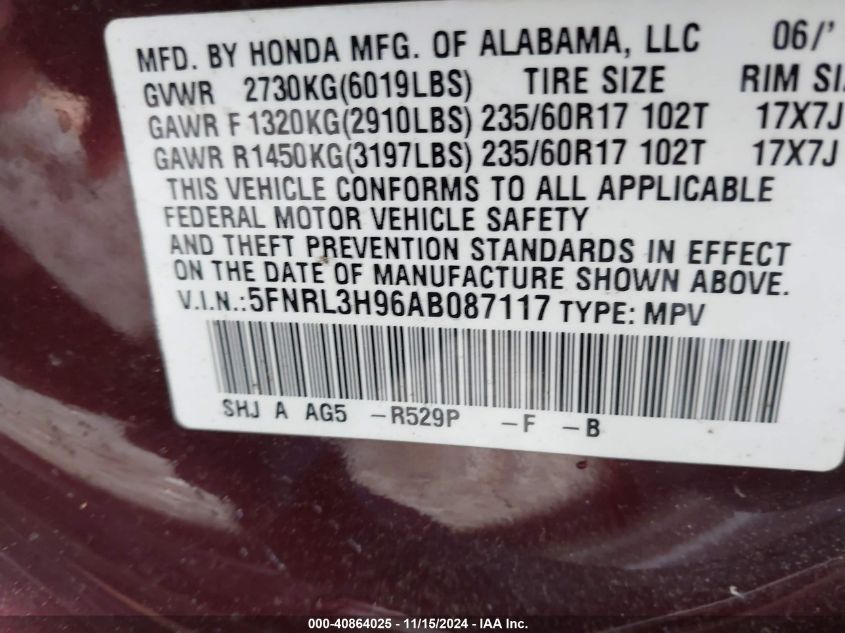 MFD. BY HONDA MFG. OF ALABAMA, LLC 06/'
GVWR 2730KG(6019LBS) TIRE SIZE RIM SI
GAWR F 1320KG(2910LBS) 235/60R17 102T 17X7J
GAWR R1450KG(3197LBS) 235/60R17 102T 17X7J
THIS VEHICLE CONFORMS TO ALL APPLICABLE
FEDERAL MOTOR VEHICLE SAFETY
AND THEFT PREVENTION STANDARDS IN EFFECT
ON THE DATE OF MANUFACTURE SHOWN ABOVE.
V.I.N.:5FNRL3H96AB087117 TYPE: MPV
SHJ A AG5 –R529P –F –B
000-40864025 - 11/15/2024 - IAA Inc.